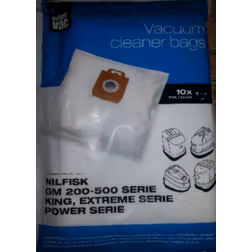 Vacuum
cleaner bags
10x
NILFISK
GM 200-500 SERIE
KING, EXTREME SERIE
POWER SERIE